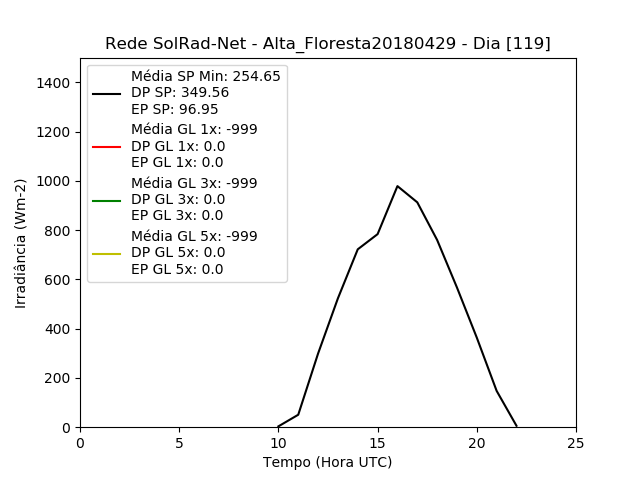 Rede SolRad-Net - Alta_Floresta20180429 - Dia [119]
Média SP Min: 254.65
DP SP: 349.56
EP SP: 96.95
Média GL 1x: -999
DP GL 1x: 0.0
EP GL 1x: 0.0
Média GL 3x: -999
DP GL 3x: 0.0
EP GL 3x: 0.0
Média GL 5x: -999
DP GL 5x: 0.0
EP GL 5x: 0.0
Irradiância (Wm-2)
1400
1200
1000
800
600
400
200
0
0 5 10 15 20 25
Tempo (Hora UTC)